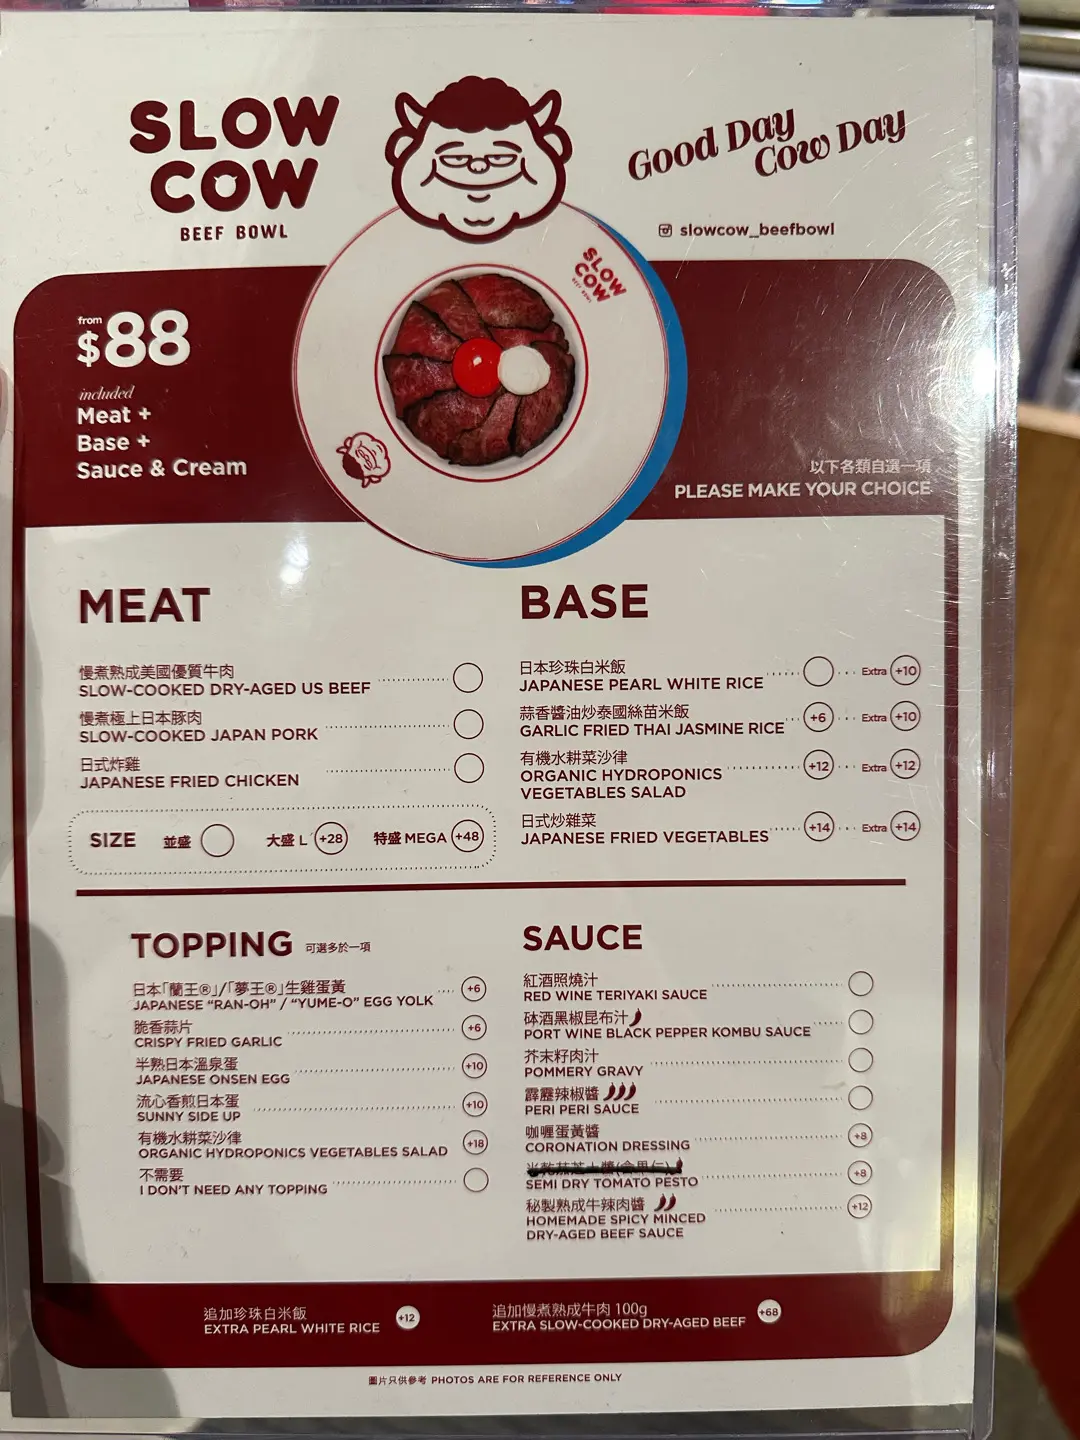 SLOW
COW
BEEF BOWL
Good Day
Cow Day
slowcow_beefbowl
SLOW
COW
from
$88
included
Meat +
Base +
Sauce & Cream
以下各類自選一項
PLEASE MAKE YOUR CHOICE
MEAT
慢煮熟成美國優質牛肉
SLOW-COOKED DRY-AGED US BEEF
慢煮極上日本豚肉
SLOW-COOKED JAPAN PORK
日式炸雞
JAPANESE FRIED CHICKEN
SIZE 並盛 大盛 L +28 特盛 MEGA +48
BASE
日本珍珠白米飯
JAPANESE PEARL WHITE RICE Extra +10
蒜香醬油炒泰國絲苗米飯
GARLIC FRIED THAI JASMINE RICE +6 Extra +10
有機水耕菜沙律
ORGANIC HYDROPONICS +12 Extra +12
VEGETABLES SALAD
日式炒雜菜
JAPANESE FRIED VEGETABLES +14 Extra +14
TOPPING 可選多於一項
日本「蘭王®」/「夢王®」生雞蛋黃
JAPANESE "RAN-OH" / "YUME-O" EGG YOLK +6
脆香蒜片
CRISPY FRIED GARLIC +6
半熟日本溫泉蛋
JAPANESE ONSEN EGG +10
流心香煎日本蛋
SUNNY SIDE UP +10
有機水耕菜沙律
ORGANIC HYDROPONICS VEGETABLES SALAD +18
不需要
I DON'T NEED ANY TOPPING
SAUCE
紅酒照燒汁
RED WINE TERIYAKI SAUCE
砵酒黑椒昆布汁
PORT WINE BLACK PEPPER KOMBU SAUCE
芥末籽肉汁
POMMERY GRAVY
霹靂辣椒醬
PERI PERI SAUCE
咖喱蛋黃醬
CORONATION DRESSING +8
SEMI DRY TOMATO PESTO +8
秘製熟成牛辣肉醬
HOMEMADE SPICY MINCED +12
DRY-AGED BEEF SAUCE
追加珍珠白米飯
EXTRA PEARL WHITE RICE +12
追加慢煮熟成牛肉 100g
EXTRA SLOW-COOKED DRY-AGED BEEF +68
圖片只供參考 PHOTOS ARE FOR REFERENCE ONLY